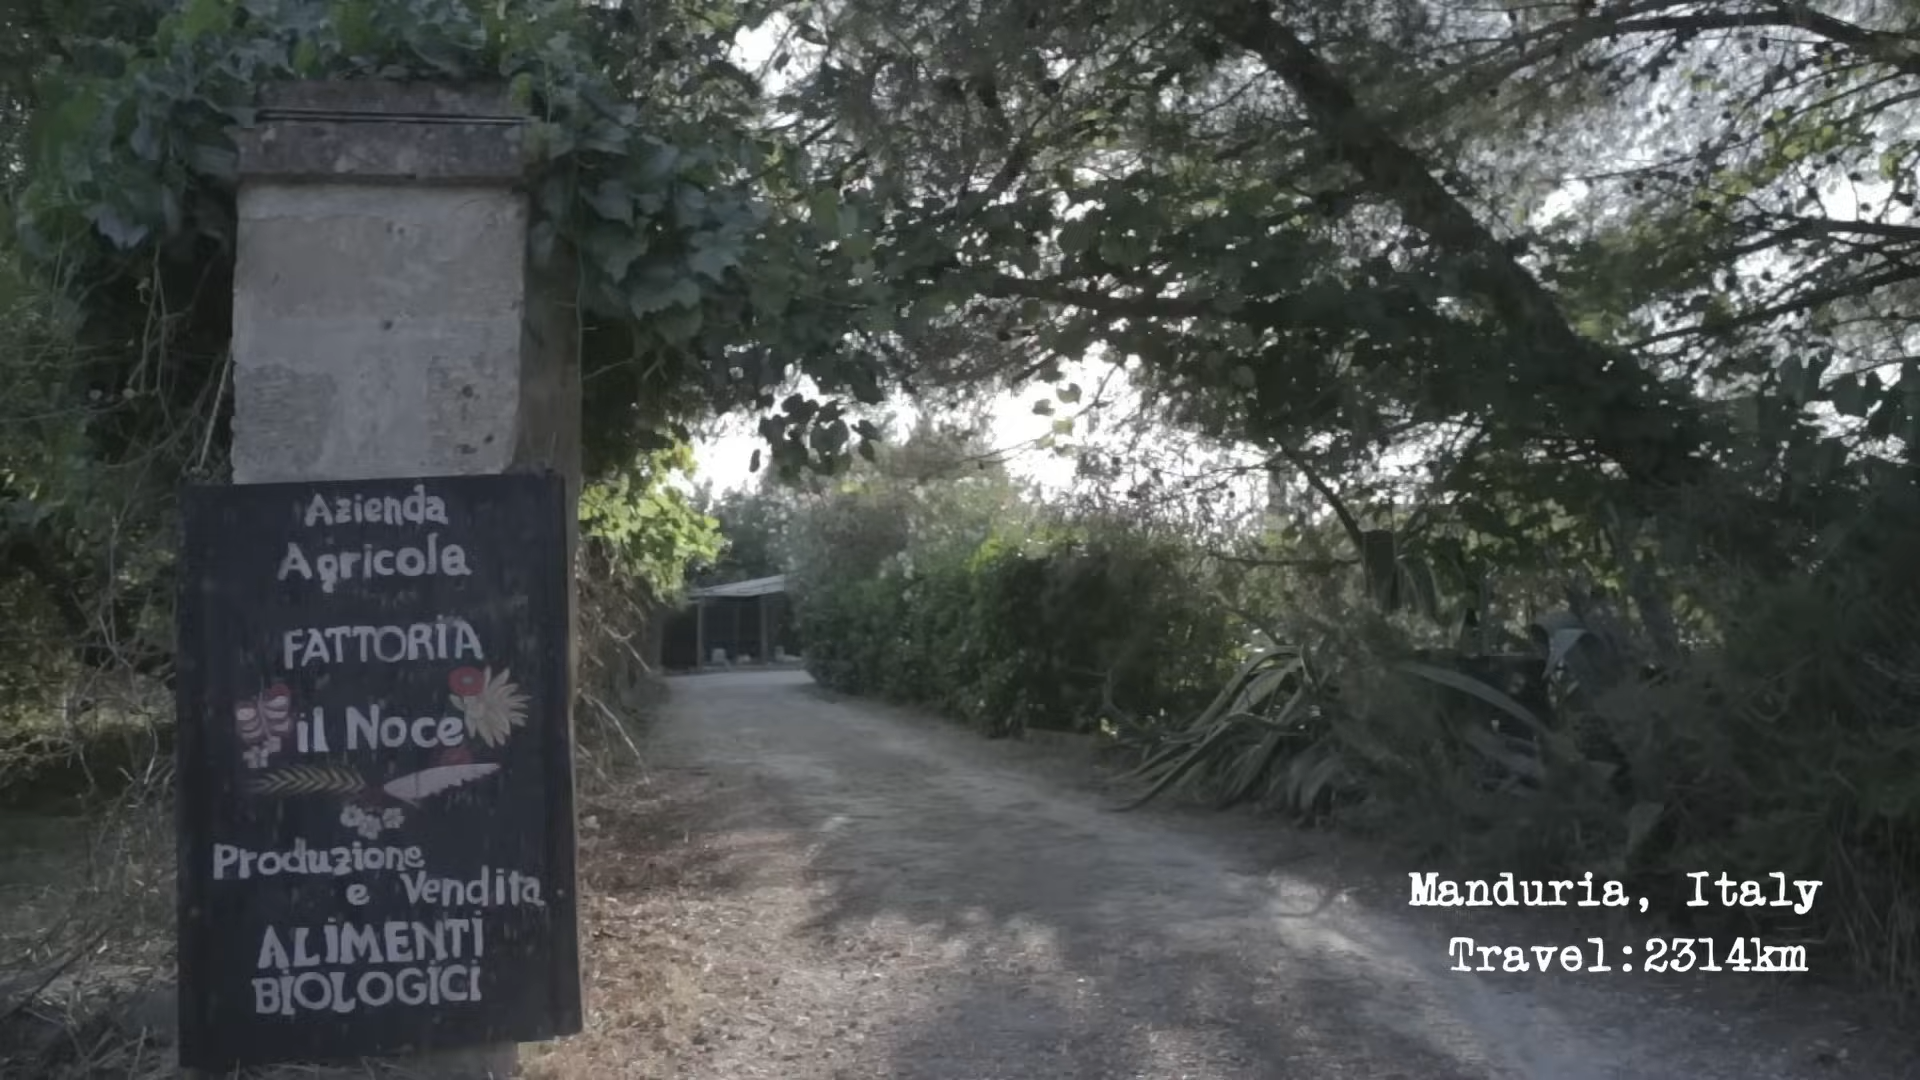 Azienda
Agricola
FATTORIA
il Noce
Produzione
e Vendita
ALIMENTI
BIOLOGICI
Manduria, Italy
Travel:2314km